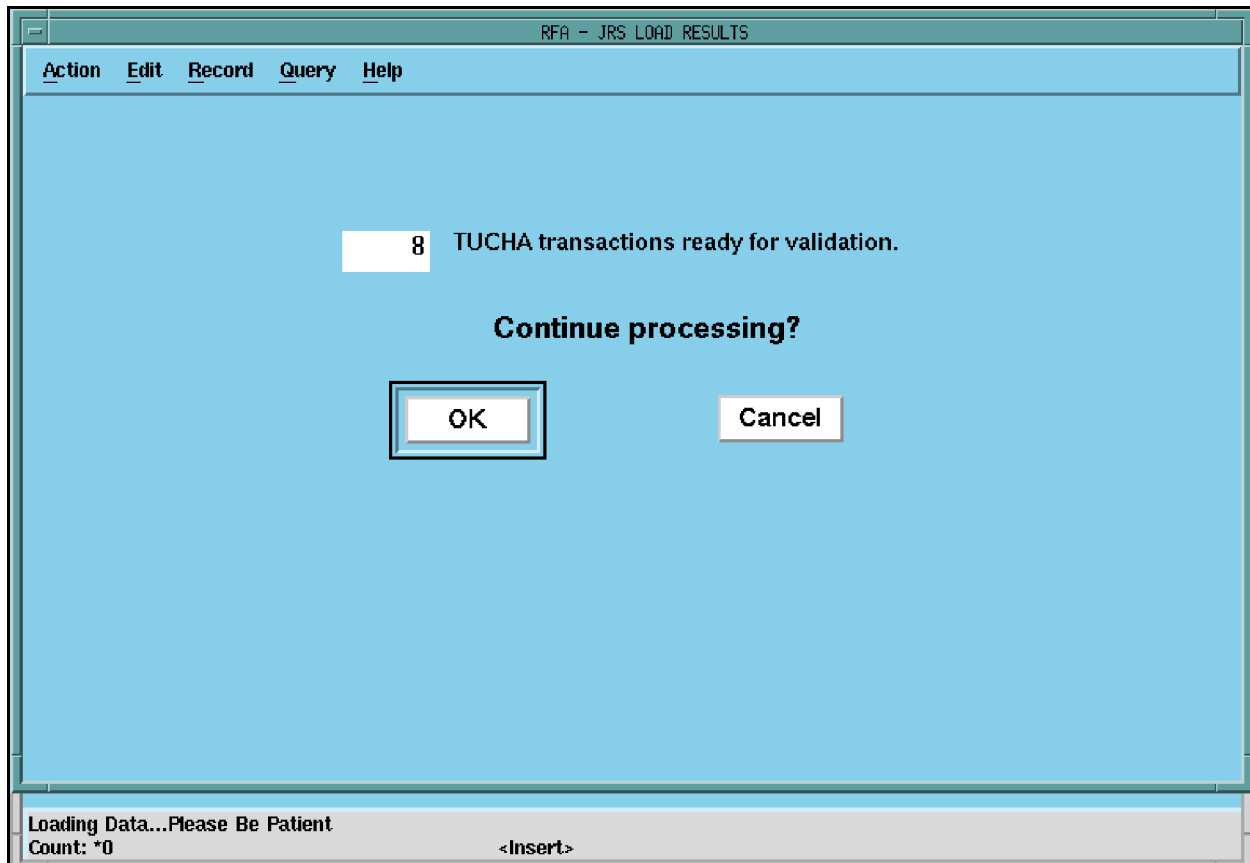 RFA - JRS LOAD RESULTS
Action Edit Record Query Help
8 TUCHA transactions ready for validation.
Continue processing?
OK Cancel
Loading Data...Please Be Patient
Count: *0 <Insert>